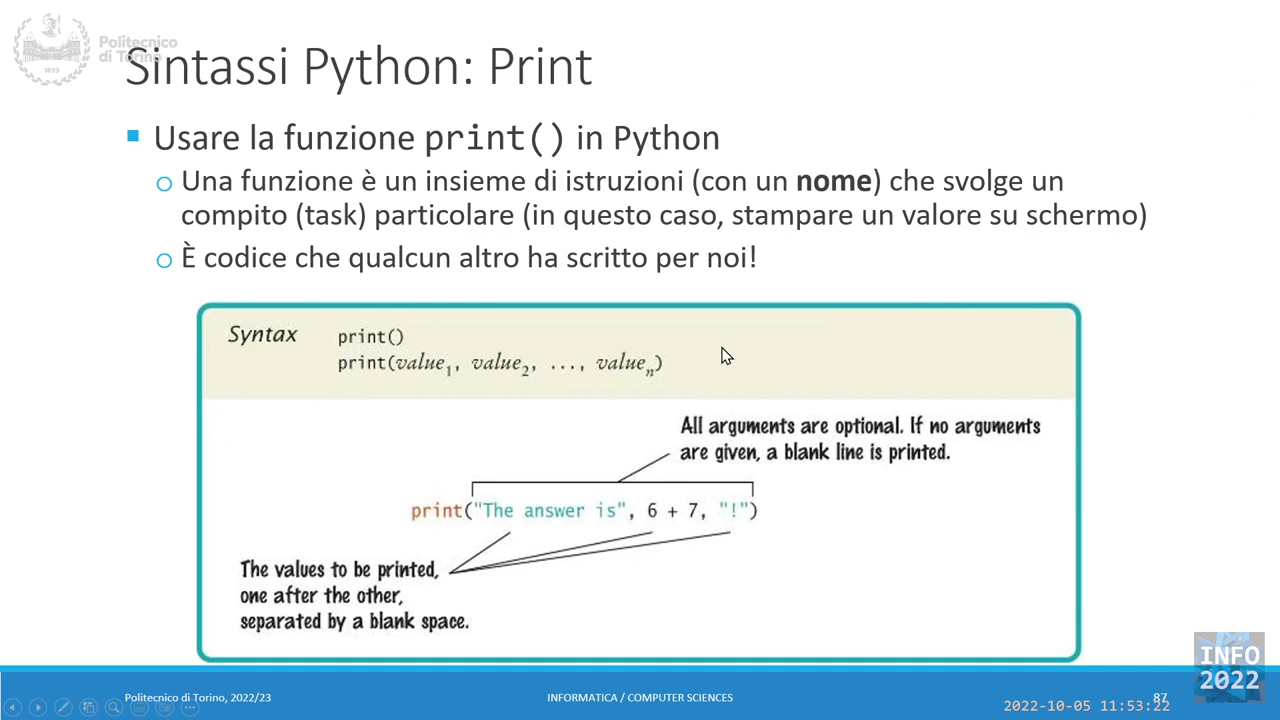 Politecnico
di Torino
1859
Sintassi Python: Print
Usare la funzione print() in Python
Una funzione è un insieme di istruzioni (con un nome) che svolge un
compito (task) particolare (in questo caso, stampare un valore su schermo)
È codice che qualcun altro ha scritto per noi!
Syntax
print()
print(value1, value2, ..., valuen)
All arguments are optional. If no arguments
are given, a blank line is printed.
print("The answer is", 6 + 7, "!")
The values to be printed,
one after the other,
separated by a blank space.
INFO
2022
Politecnico di Torino, 2022/23
INFORMATICA / COMPUTER SCIENCES
87
2022-10-05 11:53:22